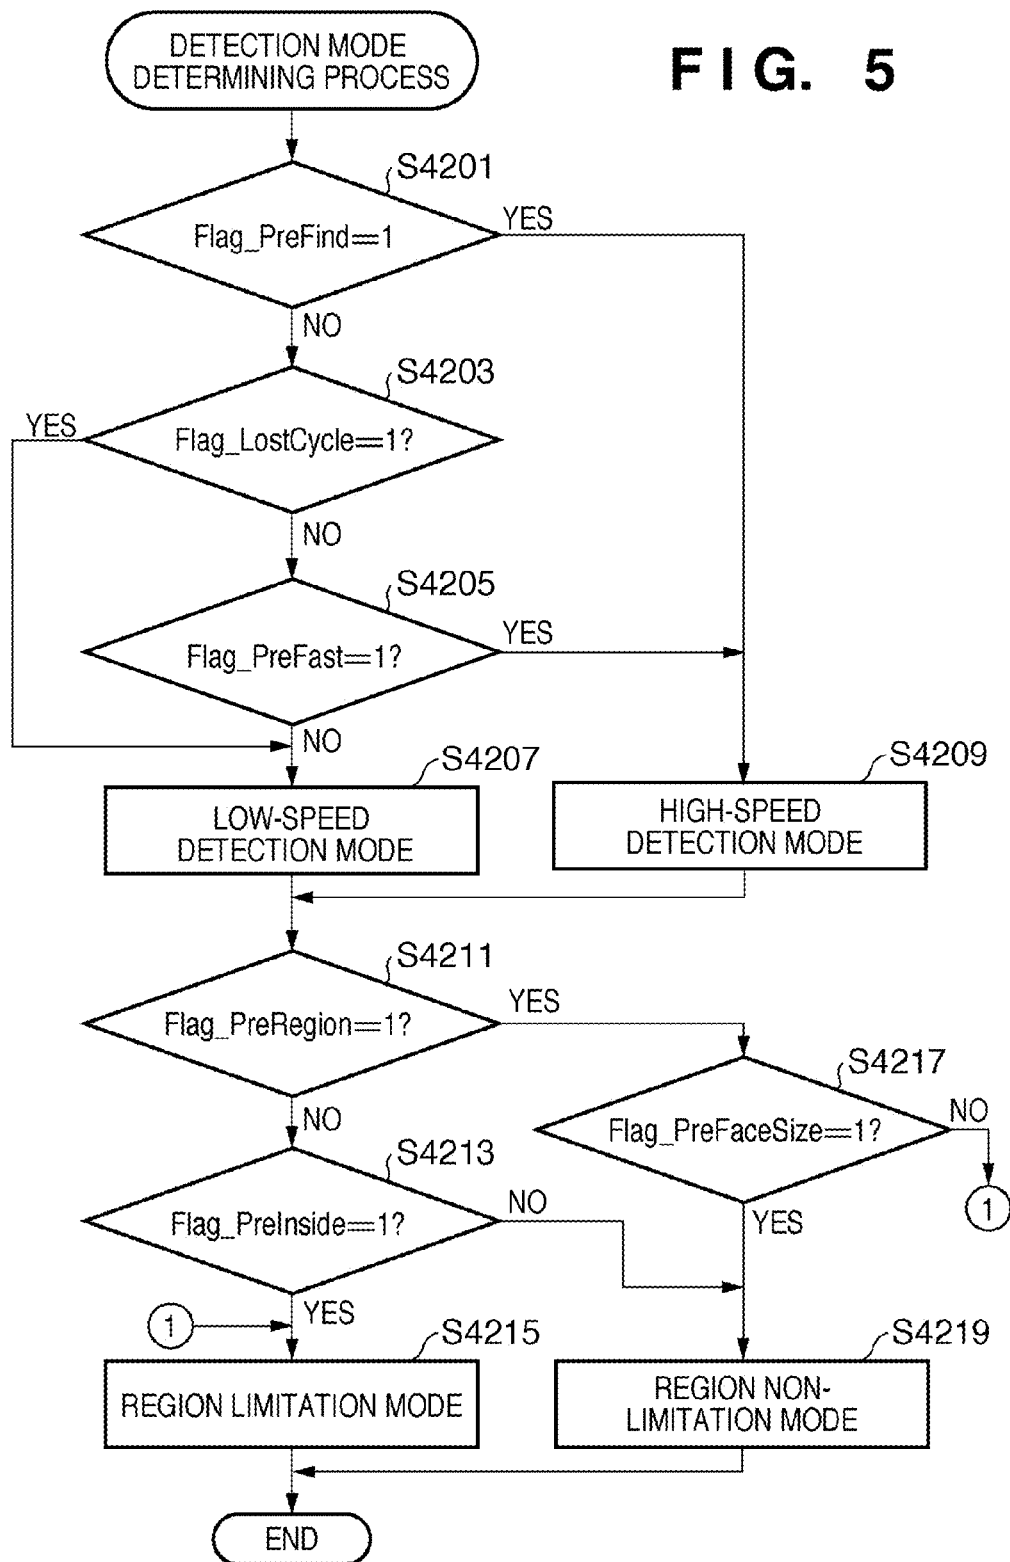 DETECTION MODE
DETERMINING PROCESS
FIG. 5
S4201
Flag_PreFind==1
YES
NO
S4203
YES
Flag_LostCycle==1?
NO
S4205
Flag_PreFast==1?
YES
NO
S4207
LOW-SPEED
DETECTION MODE
S4209
HIGH-SPEED
DETECTION MODE
S4211
Flag_PreRegion==1?
YES
NO
S4217
Flag_PreFaceSize==1?
NO
1
YES
S4213
Flag_PreInside==1?
NO
YES
1
S4215
REGION LIMITATION MODE
S4219
REGION NON-
LIMITATION MODE
END